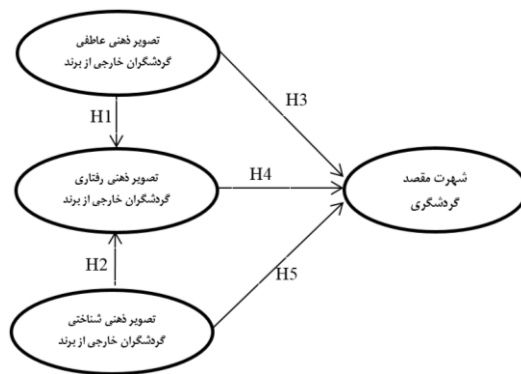 تصویر ذهنی عاطفی
گردشگران خارجی از برند
H3
H1
تصویر ذهنی رفتاری
گردشگران خارجی از برند
H4
شهرت مقصد
گردشگری
H2
H5
تصویر ذهنی شناختی
گردشگران خارجی از برند